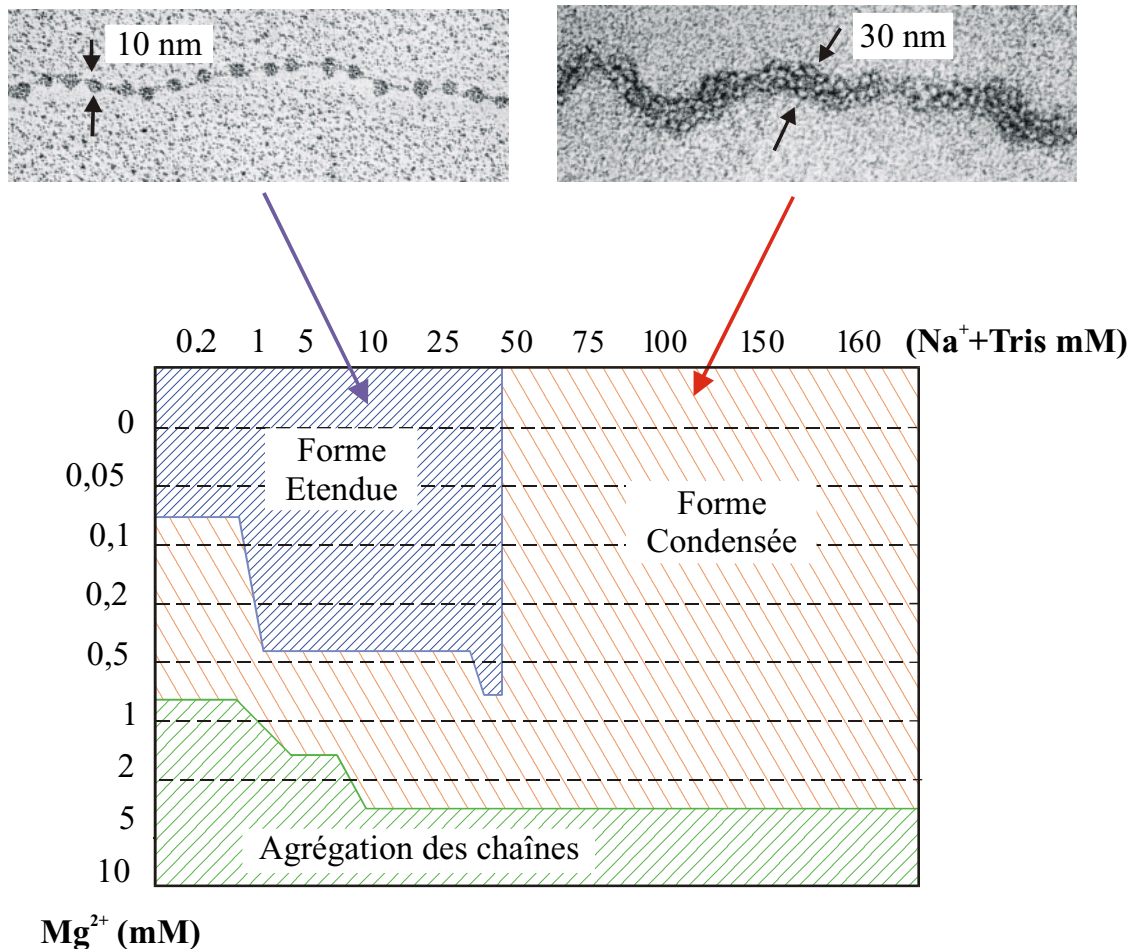 10 nm
30 nm
0.2 1 5 10 25 50 75 100 150 160 (Na⁺+Tris mM)
0
Forme
Etendue
0,05
Forme
Condensée
0,1
0,2
0,5
1
2
5
Agrégation des chaînes
10
Mg²⁺ (mM)